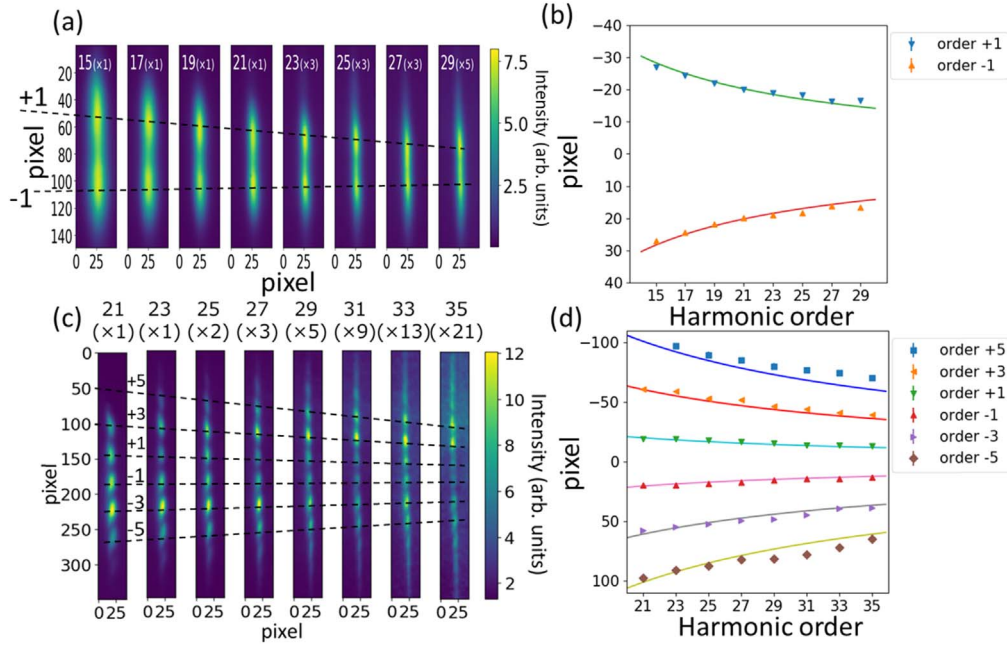 (a)
15(×1) 17(×1) 19(×1) 21(×1) 23(×3) 25(×3) 27(×3) 29(×5)
+1
-1
20
40
60
80
100
120
140
pixel
0 25 0 25 0 25 0 25 0 25 0 25 0 25 0 25
pixel
7.5
5.0
2.5
Intensity (arb. units)
(b)
−40
−30
−20
−10
0
10
20
30
40
pixel
15 17 19 21 23 25 27 29
Harmonic order
order +1
order -1
(c)
21 23 25 27 29 31 33 35
(×1) (×1) (×2) (×3) (×5) (×9) (×13) (×21)
0
50
100
150
200
250
300
pixel
+5
+3
+1
-1
-3
-5
025 025 025 025 025 025 025 025
pixel
12
10
8
6
4
2
Intensity (arb. units)
(d)
−100
−50
0
50
100
pixel
21 23 25 27 29 31 33 35
Harmonic order
order +5
order +3
order +1
order -1
order -3
order -5